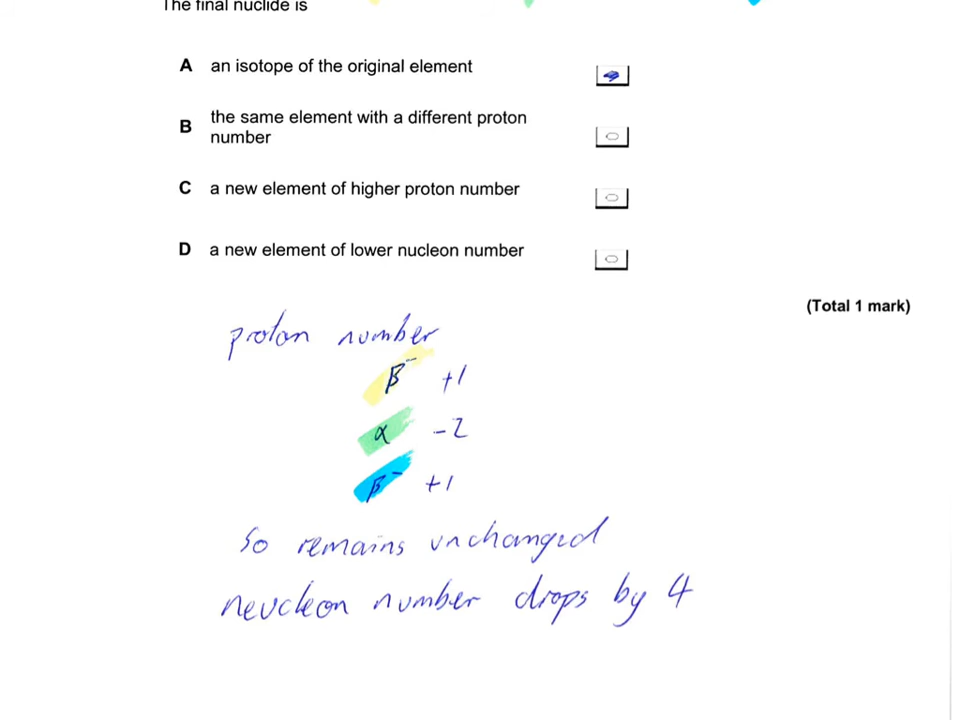 The final nuclide is
A an isotope of the original element
B the same element with a different proton
number
C a new element of higher proton number
D a new element of lower nucleon number
(Total 1 mark)
proton number
β⁻ +1
α -2
β⁻ +1
so remains unchanged
neucleon number drops by 4